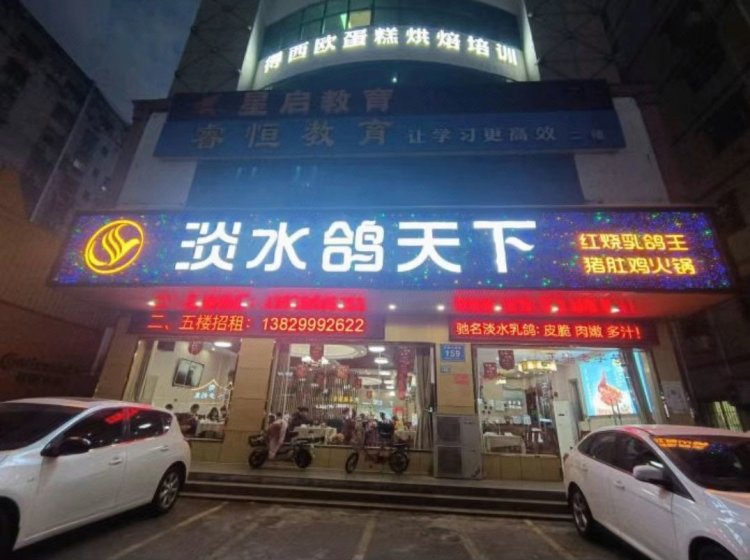 得西欧蛋糕烘焙培训
星启教育
睿恒教育 让学习更高效
淡水鸽天下
红烧乳鸽王
猪肚鸡火锅
二、五楼招租：13829992622
驰名淡水乳鸽：皮脆 肉嫩 多汁！
159